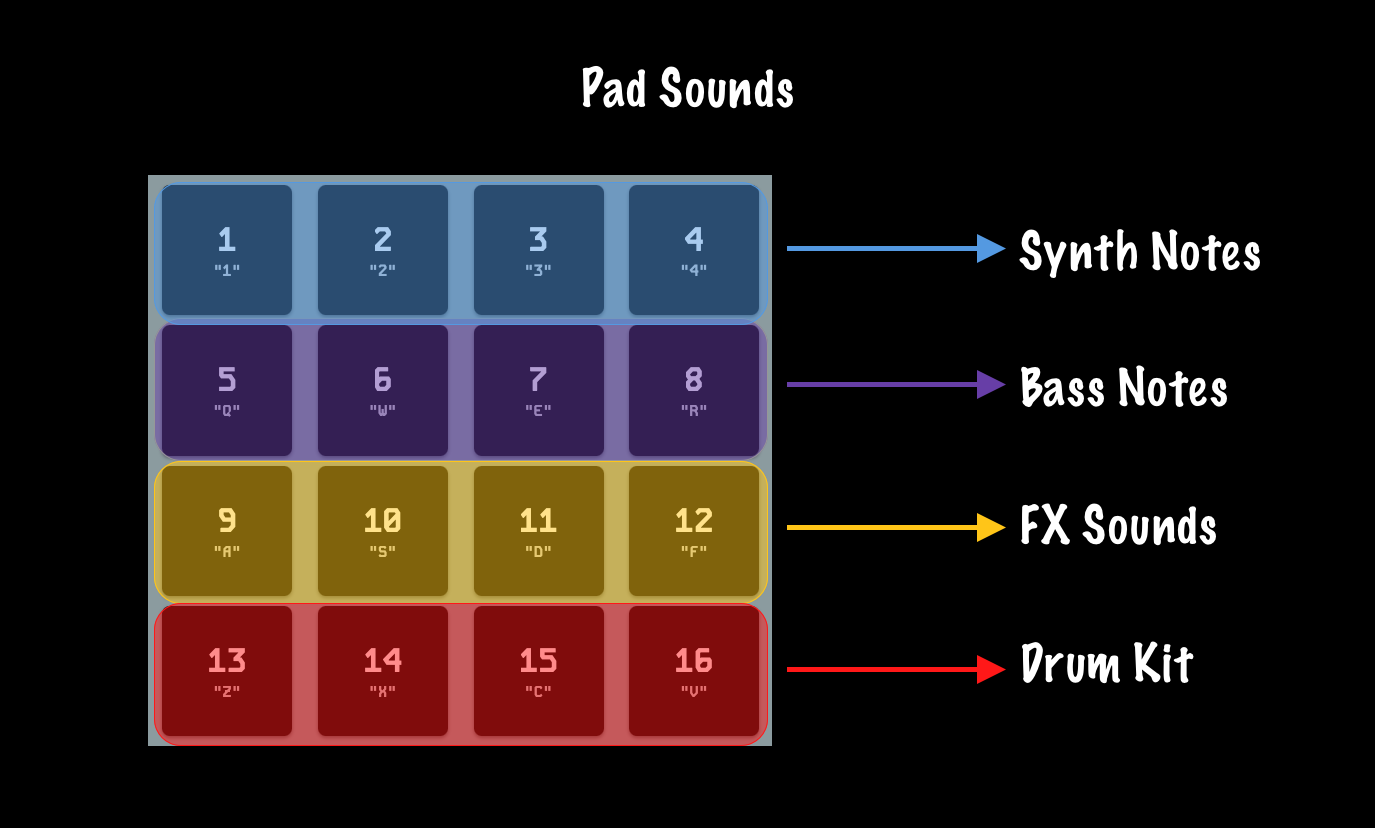 Pad Sounds
1 2 3 4
"1" "2" "3" "4"
Synth Notes
5 6 7 8
"Q" "W" "E" "R"
Bass Notes
9 10 11 12
"A" "S" "D" "F"
FX Sounds
13 14 15 16
"Z" "X" "C" "V"
Drum Kit